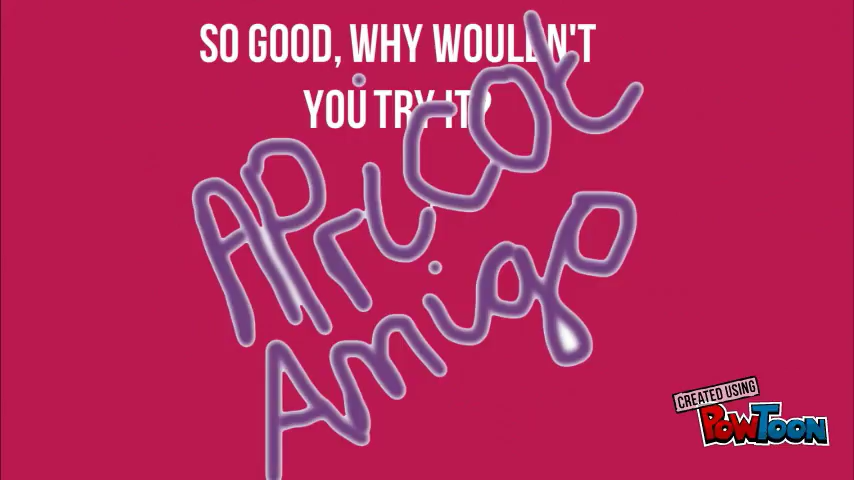 SO GOOD, WHY WOULDN'T
YOU TRY IT?
APricot
Amigo
CREATED USING
POWTOON